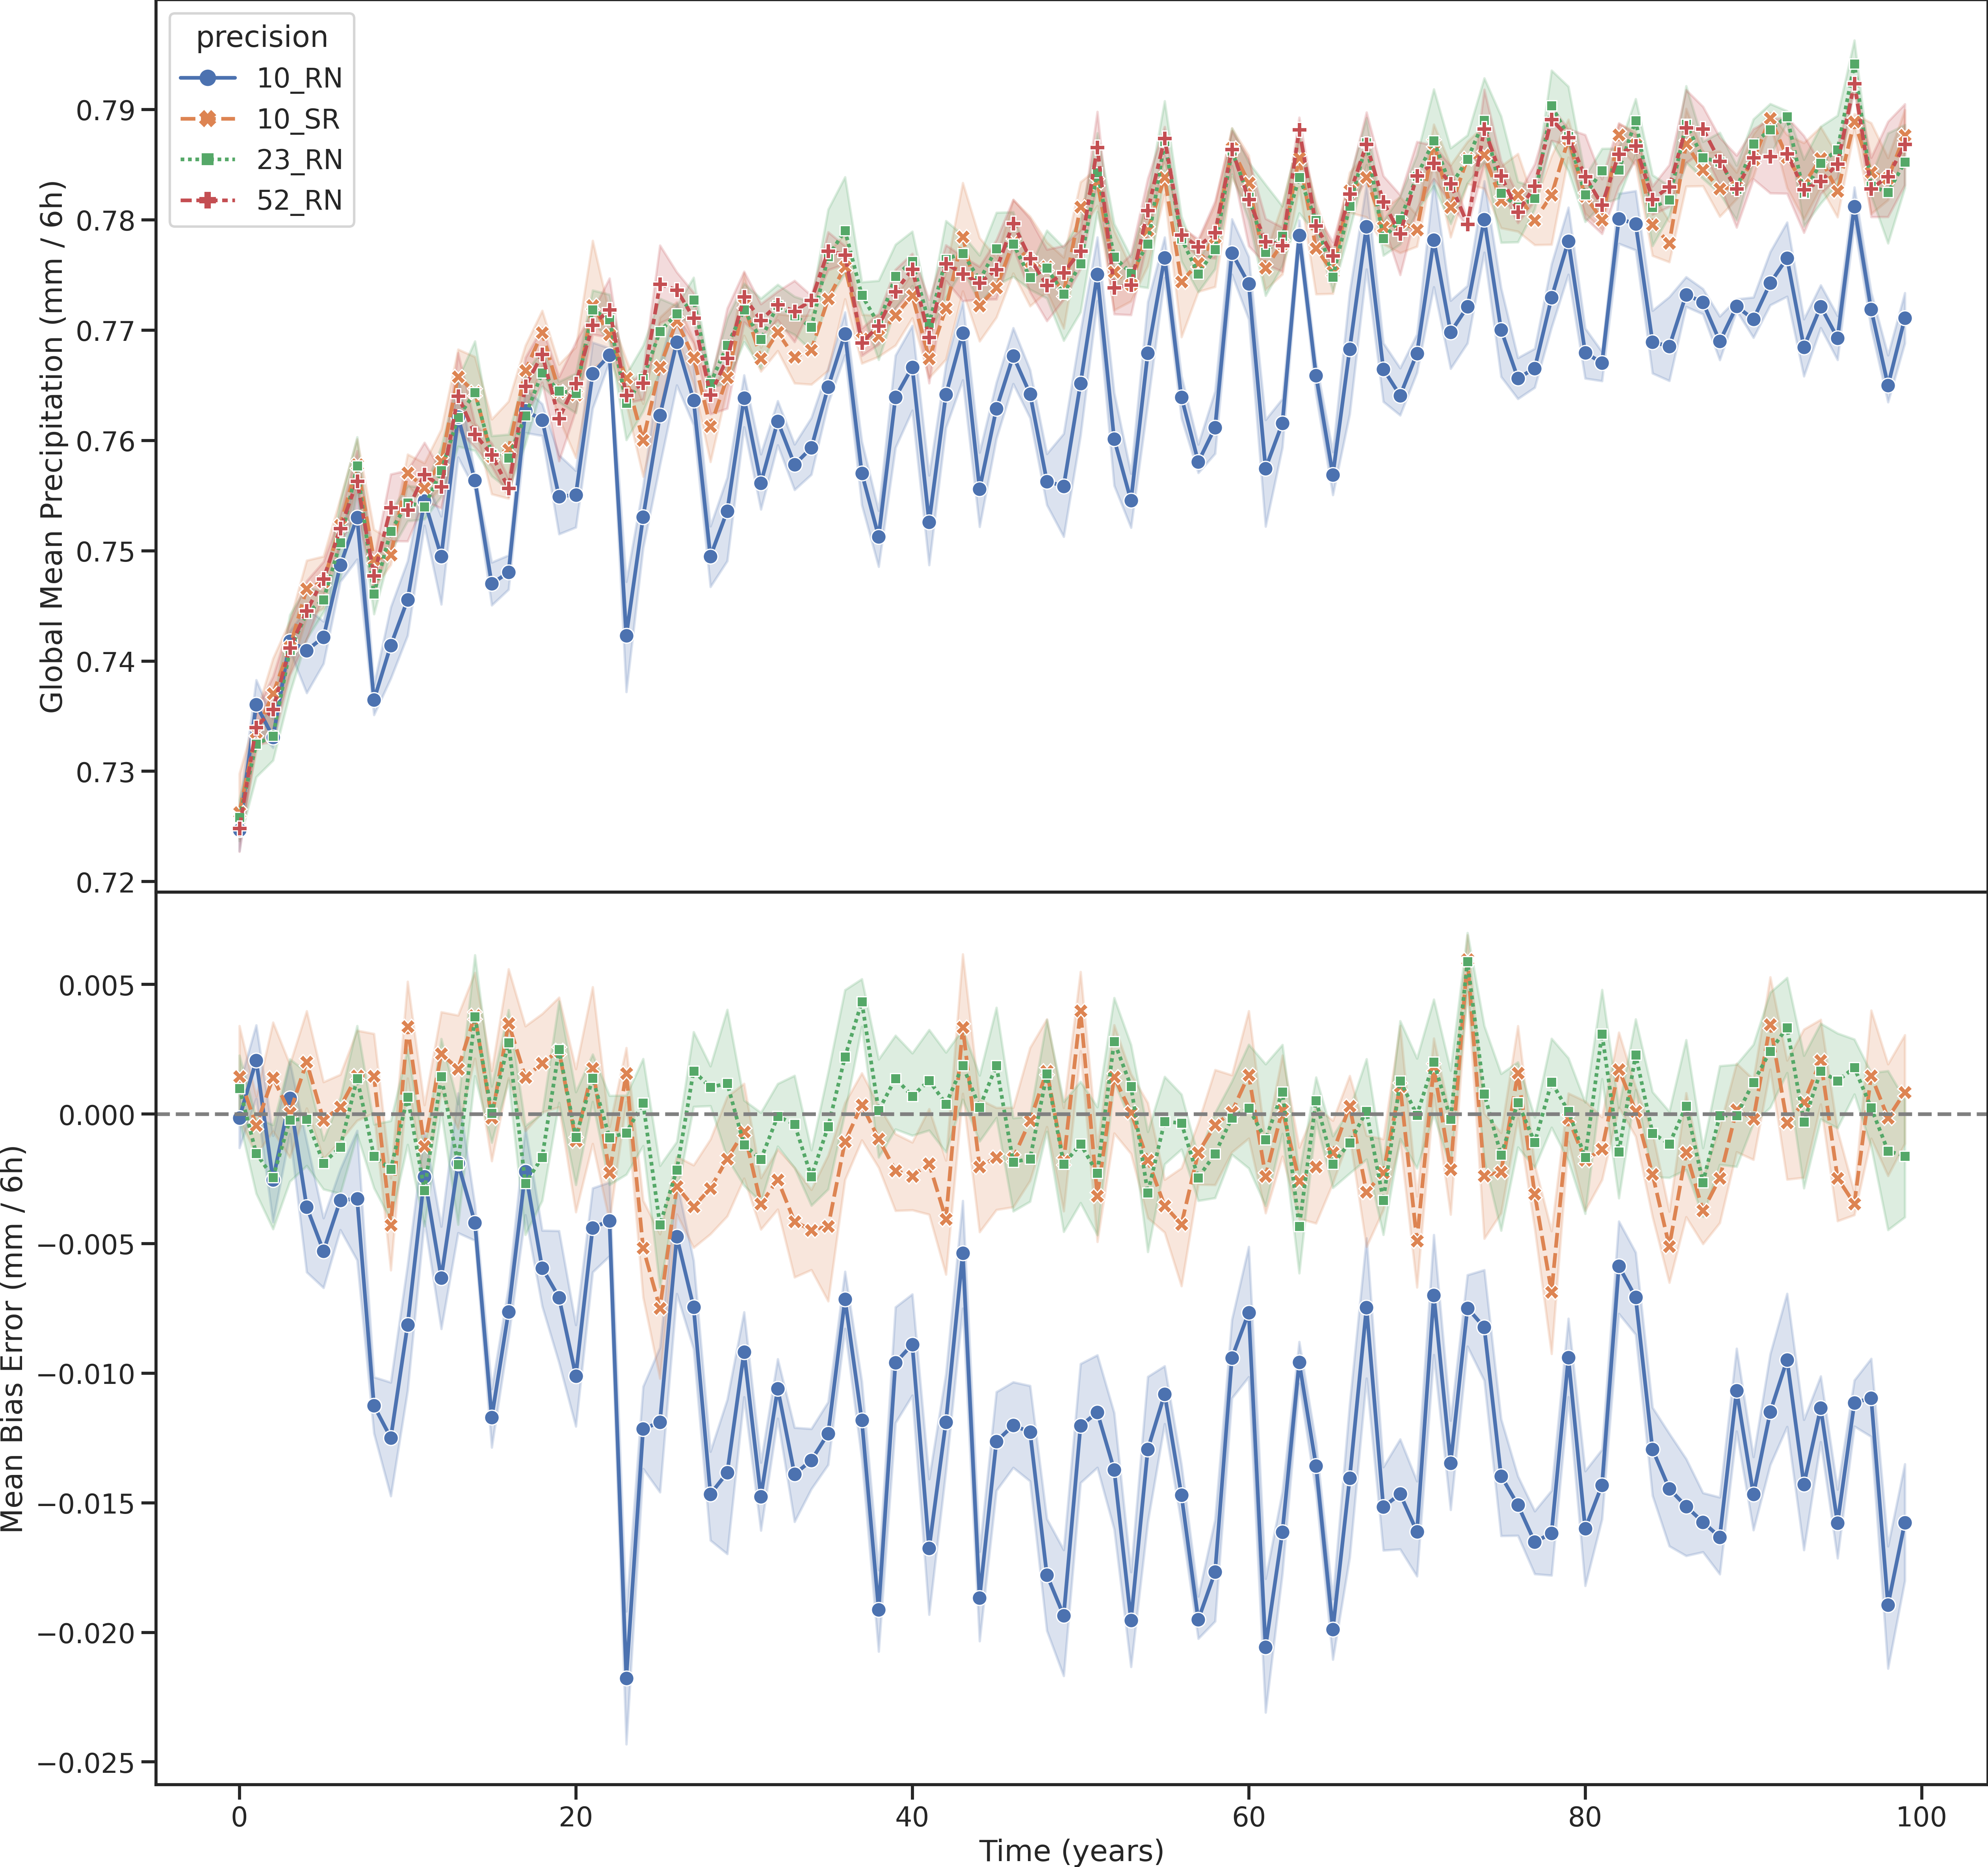 precision
10_RN
10_SR
23_RN
52_RN
Global Mean Precipitation (mm / 6h)
0.79
0.78
0.77
0.76
0.75
0.74
0.73
0.72
Mean Bias Error (mm / 6h)
0.005
0.000
−0.005
−0.010
−0.015
−0.020
−0.025
0 20 40 60 80 100
Time (years)